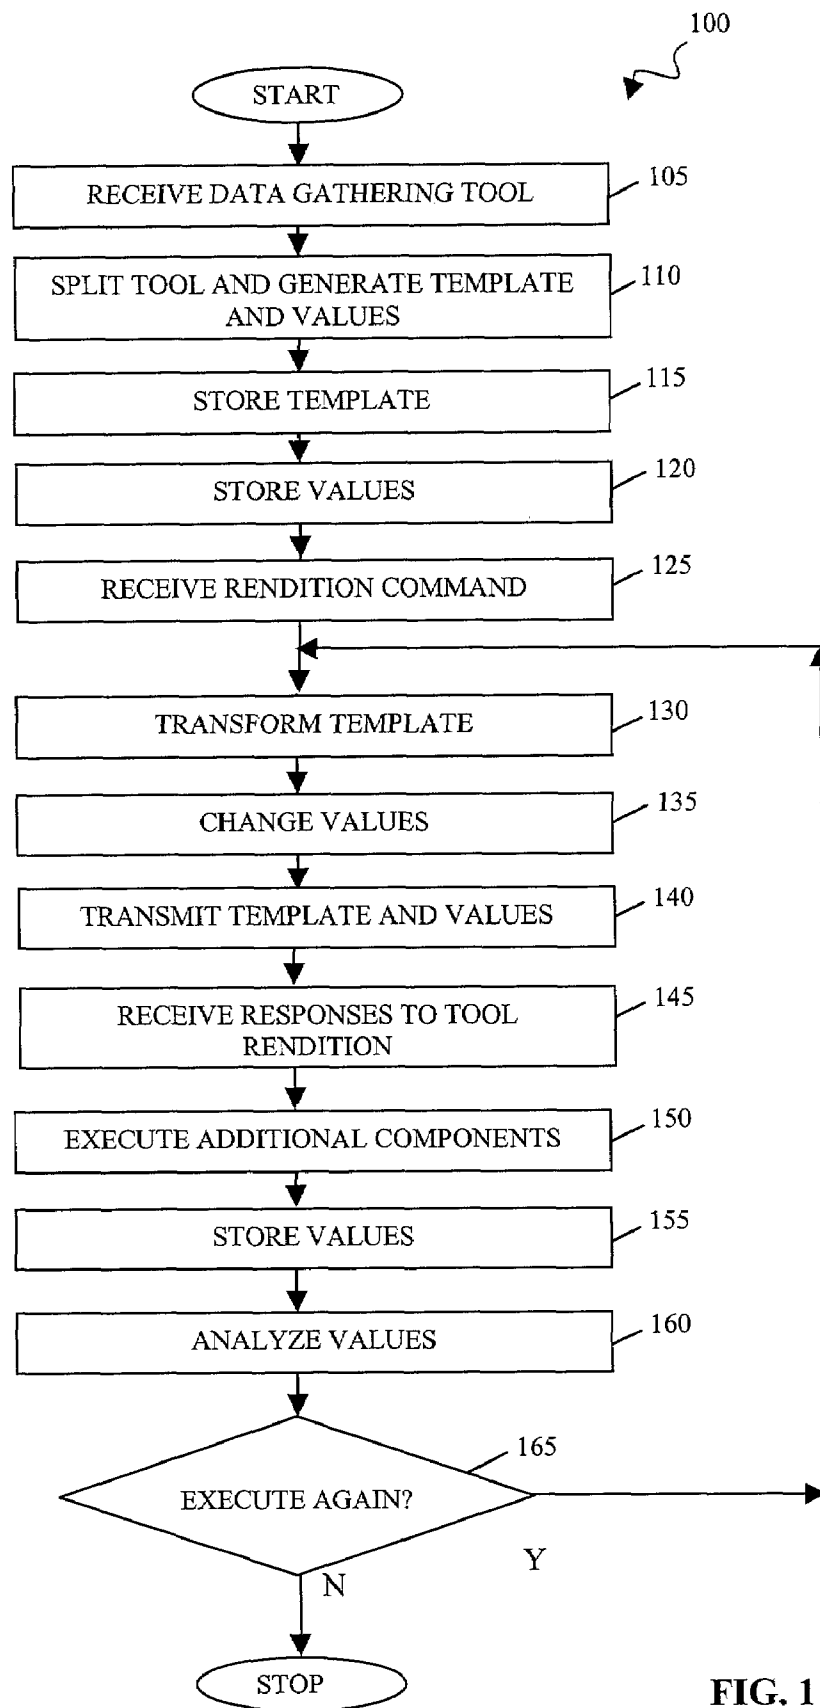 100
START
RECEIVE DATA GATHERING TOOL
105
SPLIT TOOL AND GENERATE TEMPLATE
AND VALUES
110
STORE TEMPLATE
115
STORE VALUES
120
RECEIVE RENDITION COMMAND
125
TRANSFORM TEMPLATE
130
CHANGE VALUES
135
TRANSMIT TEMPLATE AND VALUES
140
RECEIVE RESPONSES TO TOOL
RENDITION
145
EXECUTE ADDITIONAL COMPONENTS
150
STORE VALUES
155
ANALYZE VALUES
160
EXECUTE AGAIN?
165
Y
N
STOP
FIG. 1